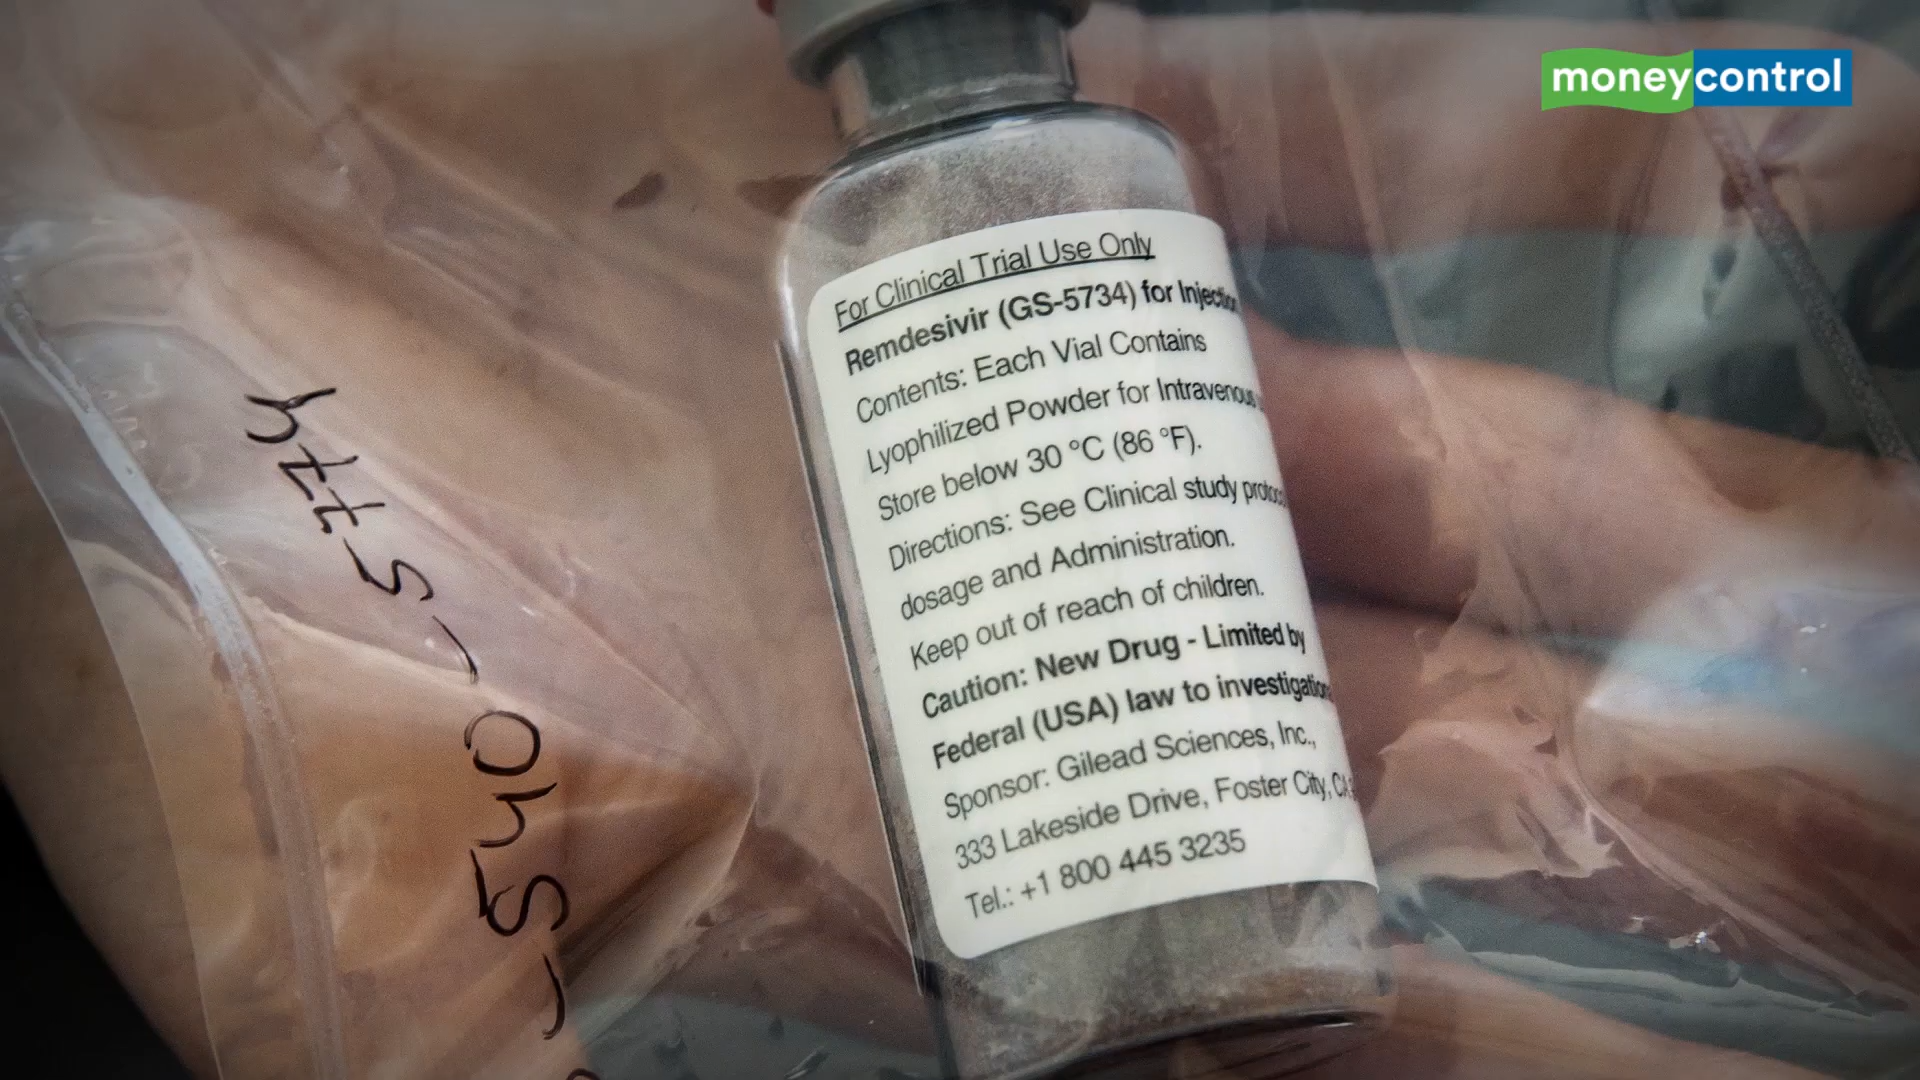 moneycontrol
For Clinical Trial Use Only
Remdesivir (GS-5734) for Injection
Contents: Each Vial Contains
Lyophilized Powder for Intravenous
Store below 30 °C (86 °F).
Directions: See Clinical study
dosage and Administration.
Keep out of reach of children.
Caution: New Drug - Limited by
Federal (USA) law to
Sponsor: Gilead Sciences, Inc.,
333 Lakeside Drive, Foster City, CA
Tel.: +1 800 445 3235